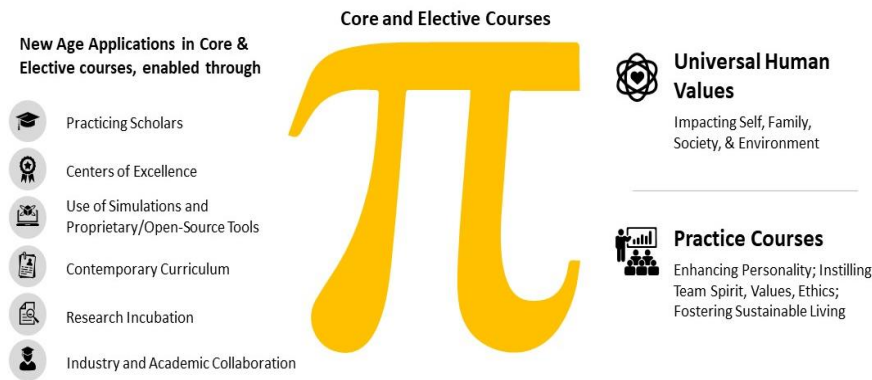 Core and Elective Courses
New Age Applications in Core &
Elective courses, enabled through
Practicing Scholars
Centers of Excellence
Use of Simulations and
Proprietary/Open-Source Tools
Contemporary Curriculum
Research Incubation
Industry and Academic Collaboration
π
Universal Human
Values
Impacting Self, Family,
Society, & Environment
Practice Courses
Enhancing Personality; Instilling
Team Spirit, Values, Ethics;
Fostering Sustainable Living